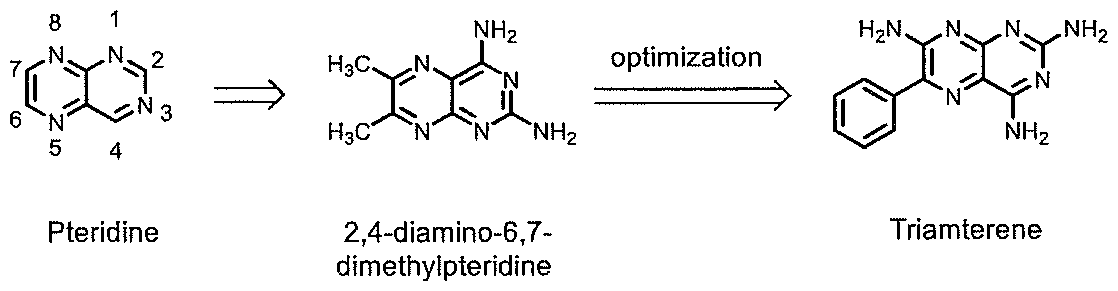 8 1
N N
7 2
6 N N 3
5 4
NH₂
H₃C N N
H₃C N N NH₂
optimization
H₂N N N NH₂
N N
NH₂
Pteridine
2,4-diamino-6,7-
dimethylpteridine
Triamterene